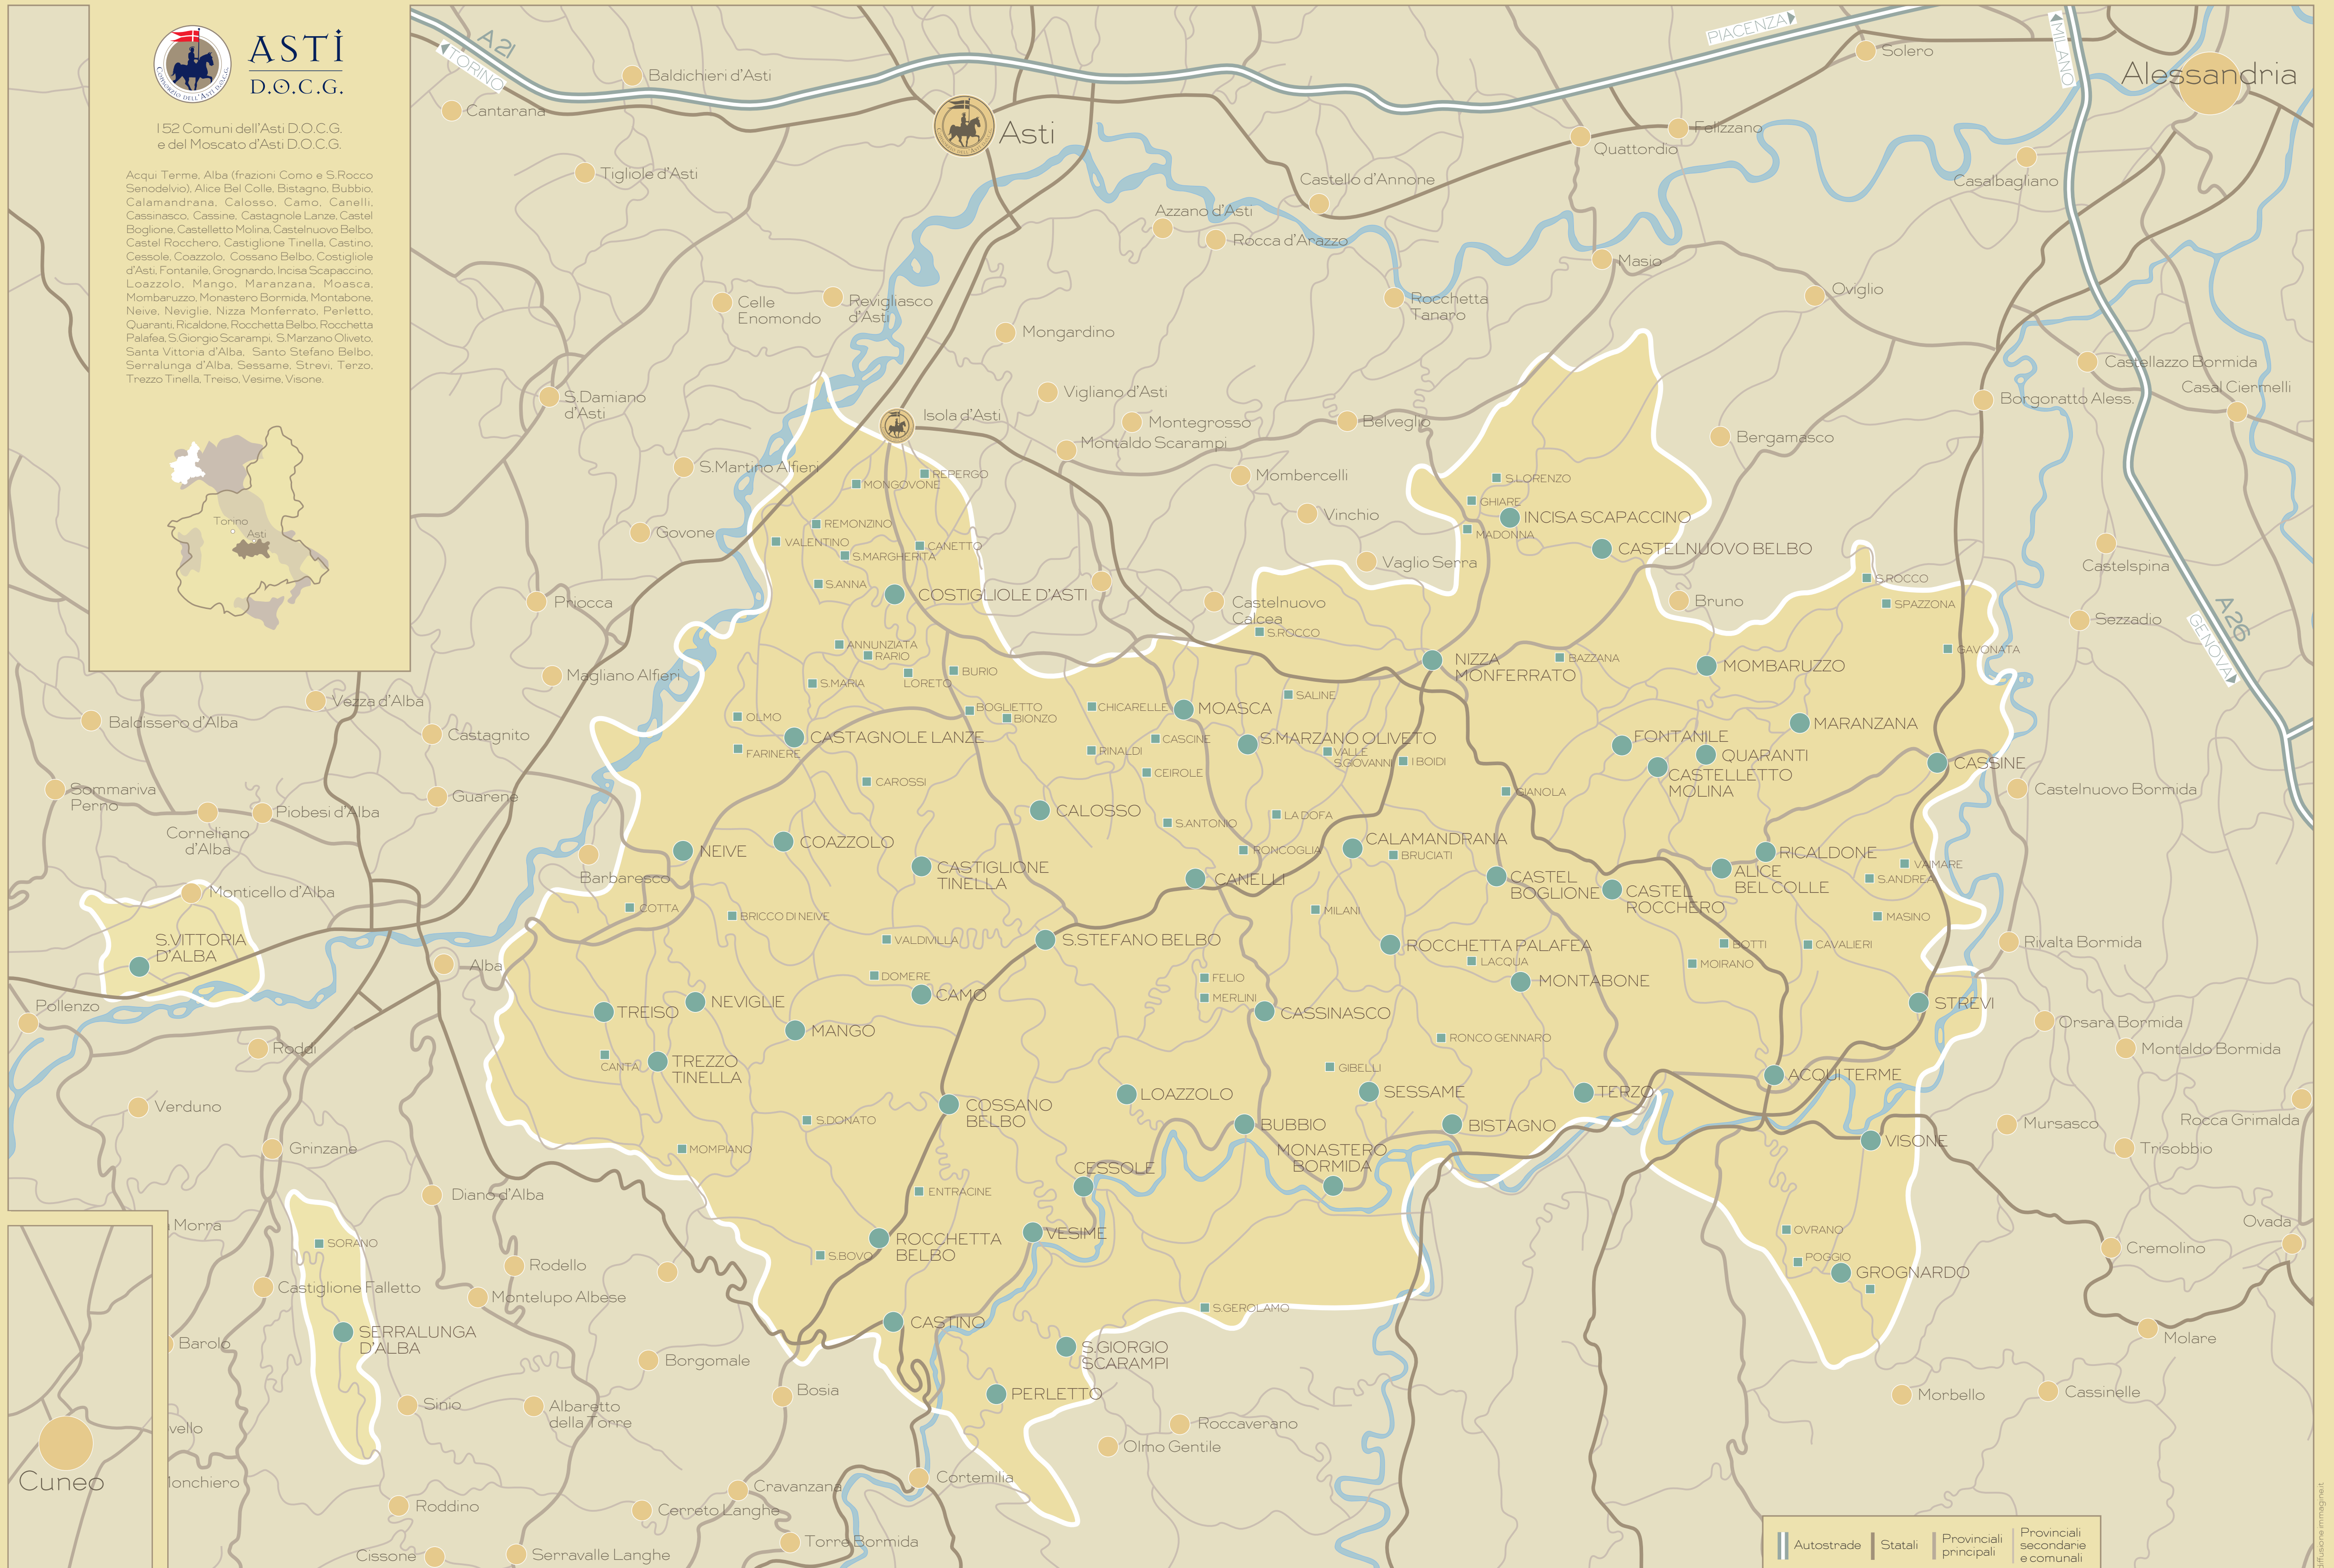 ASTI
D.O.C.G.
CONSORZIO DELL'ASTI D.O.C.G.
I 52 Comuni dell'Asti D.O.C.G.
e del Moscato d'Asti D.O.C.G.
Acqui Terme, Alba (frazioni Como e S.Rocco
Senodelvio), Alice Bel Colle, Bistagno, Bubbio,
Calamandrana, Calosso, Camo, Canelli,
Cassinasco, Cassine, Castagnole Lanze, Castel
Boglione, Castelletto Molina, Castelnuovo Belbo,
Castel Rocchero, Castiglione Tinella, Castino,
Cessole, Coazzolo, Cossano Belbo, Costigliole
d'Asti, Fontanile, Grognardo, Incisa Scapaccino,
Loazzolo, Mango, Maranzana, Moasca,
Mombaruzzo, Monastero Bormida, Montabone,
Neive, Neviglie, Nizza Monferrato, Perletto,
Quaranti, Ricaldone, Rocchetta Belbo, Rocchetta
Palafea, S.Giorgio Scarampi, S.Marzano Oliveto,
Santa Vittoria d'Alba, Santo Stefano Belbo,
Serralunga d'Alba, Sessame, Strevi, Terzo,
Trezzo Tinella, Treiso, Vesime, Visone.
Torino
Asti
A21
TORINO
PIACENZA
MILANO
Alessandria
Solero
Baldichieri d'Asti
Cantarana
Asti
Felizzano
Quattordio
Casalbagliano
Tigliole d'Asti
Castello d'Annone
Azzano d'Asti
Rocca d'Arazzo
Masio
Oviglio
Celle
Enomondo
Revigliasco
d'Asti
Rocchetta
Tanaro
Mongardino
Castellazzo Bormida
Casal Ciermelli
Borgoratto Aless.
S.Damiano
d'Asti
Vigliano d'Asti
Isola d'Asti
Montegrosso
Belveglio
Montaldo Scarampi
Bergamasco
S.Martino Alfieri
REPERGO
MONGOVONE
Mombercelli
S.LORENZO
GHIARE
Vinchio
INCISA SCAPACCINO
MADONNA
REMONZINO
Govone
VALENTINO
S.MARGHERITA
CANETTO
CASTELNUOVO BELBO
Vaglio Serra
Castelspina
S.ROCCO
S.ANNA
COSTIGLIOLE D'ASTI
Priocca
Castelnuovo
Calcea
Bruno
SPAZZONA
Sezzadio
A26
GENOVA
S.ROCCO
ANNUNZIATA
RARIO
GAVONATA
NIZZA
MONFERRATO
BAZZANA
MOMBARUZZO
Magliano Alfieri
S.MARIA
LORETO
BURIO
SALINE
Vezza d'Alba
Baldissero d'Alba
Castagnito
OLMO
BOGLIETTO
BIONZO
CHICARELLE
MOASCA
MARANZANA
FARINERE
CASTAGNOLE LANZE
RINALDI
CASCINE
S.MARZANO OLIVETO
VALLE
S.GIOVANNI
I BOIDI
FONTANILE
QUARANTI
CASTELLETTO
MOLINA
CASSINE
CEIROLE
CAROSSI
GIANOLA
Castelnuovo Bormida
Sommariva
Perno
Guarene
Piobesi d'Alba
Corneliano
d'Alba
CALOSSO
S.ANTONIO
LA DOFA
NEIVE
COAZZOLO
CALAMANDRANA
BRUCIATI
RONCOGLIA
RICALDONE
VAIMARE
S.ANDREA
CASTIGLIONE
TINELLA
CANELLI
CASTEL
BOGLIONE
CASTEL
ROCCHERO
ALICE
BEL COLLE
Barbaresco
Monticello d'Alba
COTTA
BRICCO DI NEIVE
MILANI
MASINO
S.VITTORIA
D'ALBA
VALDIVILLA
S.STEFANO BELBO
ROCCHETTA PALAFEA
LACQUA
BOTTI
CAVALIERI
Rivalta Bormida
Alba
MOIRANO
DOMERE
FELIO
MONTABONE
Pollenzo
CAMO
MERLINI
TREISO
NEVIGLIE
CASSINASCO
STREVI
MANGO
Orsara Bormida
Roddi
CANTA
TREZZO
TINELLA
RONCO GENNARO
Montaldo Bormida
GIBELLI
ACQUI TERME
Verduno
COSSANO
BELBO
LOAZZOLO
SESSAME
TERZO
S.DONATO
BUBBIO
BISTAGNO
Mursasco
Rocca Grimalda
VISONE
Grinzane
MOMPIANO
MONASTERO
BORMIDA
Trisobbio
CESSOLE
Diano d'Alba
ENTRACINE
Morra
OVRANO
Ovada
SORANO
ROCCHETTA
BELBO
VESIME
Cremolino
S.BOVO
POGGIO
Rodello
GROGNARDO
Castiglione Falletto
Montelupo Albese
S.GEROLAMO
SERRALUNGA
D'ALBA
CASTINO
Barolo
Molare
S.GIORGIO
SCARAMPI
Borgomale
Bosia
PERLETTO
Morbello
Cassinelle
Sinio
Albaretto
della Torre
Roccaverano
vello
Olmo Gentile
Cuneo
Monchiero
Cortemilia
Cravanzana
Roddino
Cerreto Langhe
Torre Bormida
Cissone
Serravalle Langhe
Autostrade
Statali
Provinciali
principali
Provinciali
secondarie
e comunali
diffusione immagine.it